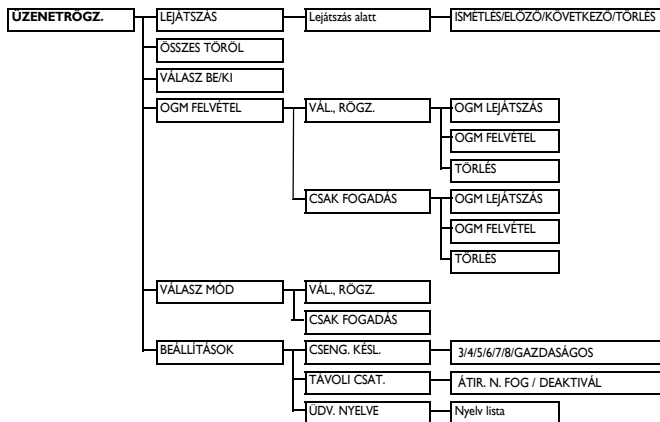 ÜZENETRÖGZ.
LEJÁTSZÁS
Lejátszás alatt
ISMÉTLÉS/ELŐZŐ/KÖVETKEZŐ/TÖRLÉS
ÖSSZES TÖRÖL
VÁLASZ BE/KI
OGM FELVÉTEL
VÁL., RÖGZ.
OGM LEJÁTSZÁS
OGM FELVÉTEL
TÖRLÉS
CSAK FOGADÁS
OGM LEJÁTSZÁS
OGM FELVÉTEL
TÖRLÉS
VÁLASZ MÓD
VÁL., RÖGZ.
CSAK FOGADÁS
BEÁLLÍTÁSOK
CSENG. KÉSL.
3/4/5/6/7/8/GAZDASÁGOS
TÁVOLI CSAT.
ÁTIR. N. FOG / DEAKTIVÁL
ÜDV. NYELVE
Nyelv lista